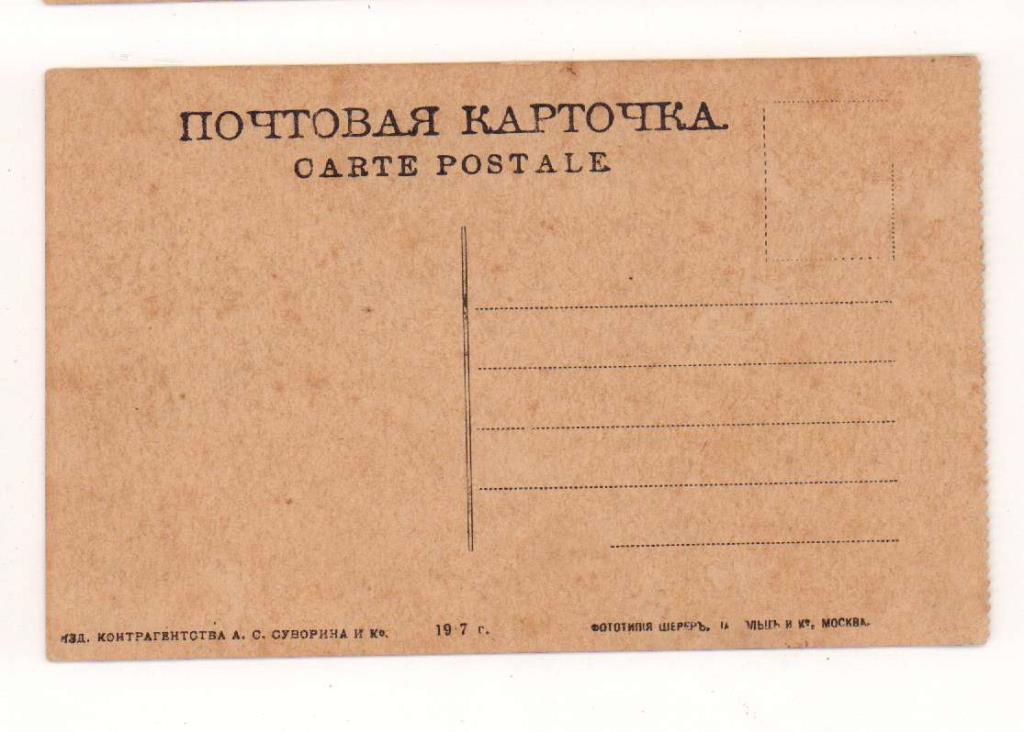 ПОЧТОВАЯ КАРТОЧКА.
CARTE POSTALE
ИЗД. КОНТРАГЕНТСТВА А. С. СУВОРИНА И Ко.
г.
ФОТОТИПІЯ ШЕРЕРЪ, И Ко, МОСКВА.